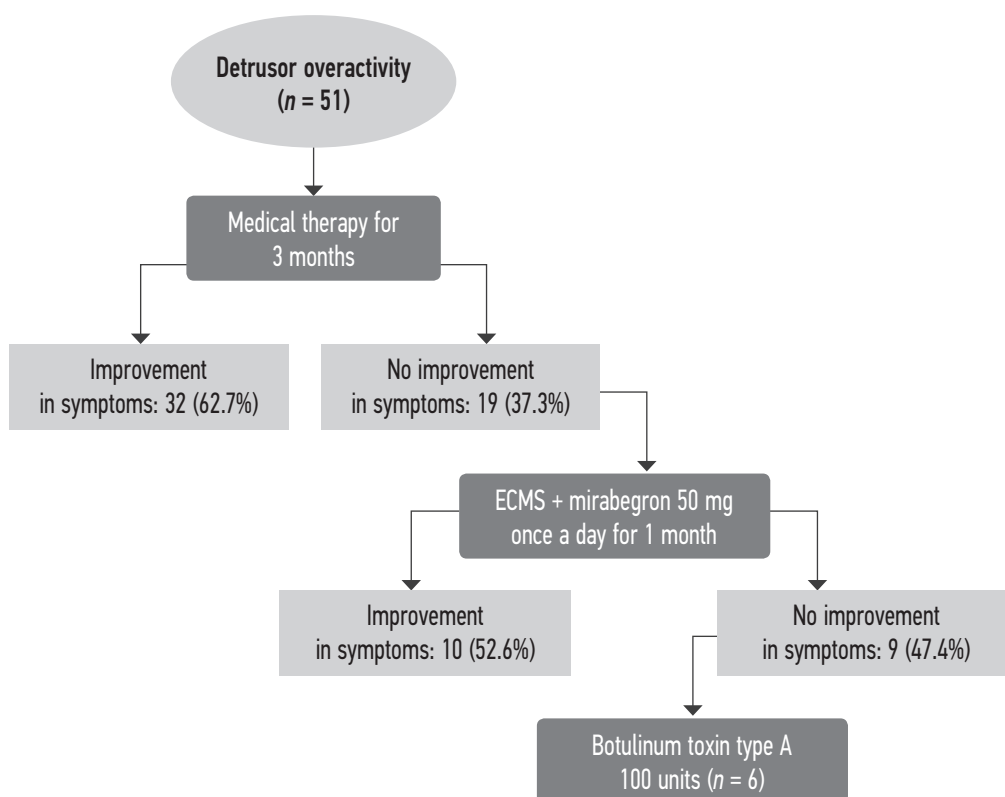 Detrusor overactivity
(n = 51)
Medical therapy for
3 months
Improvement
in symptoms: 32 (62.7%)
No improvement
in symptoms: 19 (37.3%)
ECMS + mirabegron 50 mg
once a day for 1 month
Improvement
in symptoms: 10 (52.6%)
No improvement
in symptoms: 9 (47.4%)
Botulinum toxin type A
100 units (n = 6)